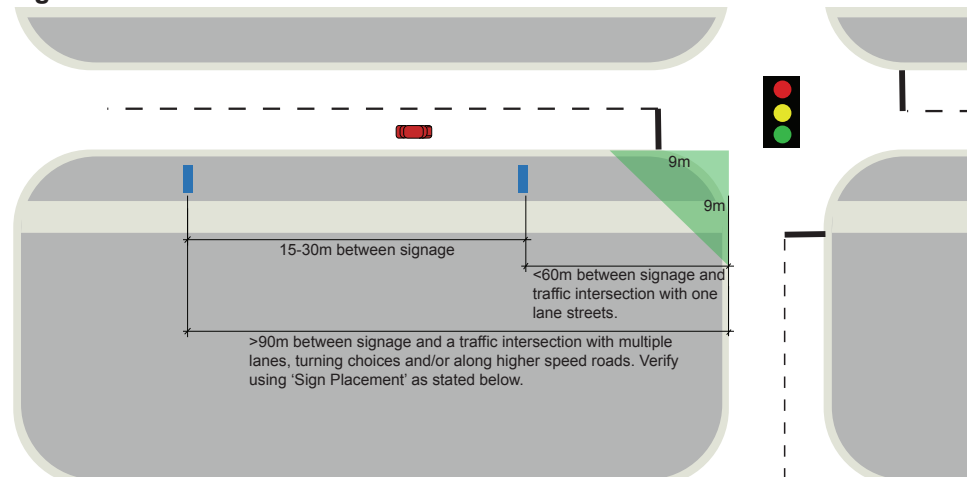 9m
9m
15-30m between signage
<60m between signage and
traffic intersection with one
lane streets.
>90m between signage and a traffic intersection with multiple
lanes, turning choices and/or along higher speed roads. Verify
using ‘Sign Placement’ as stated below.